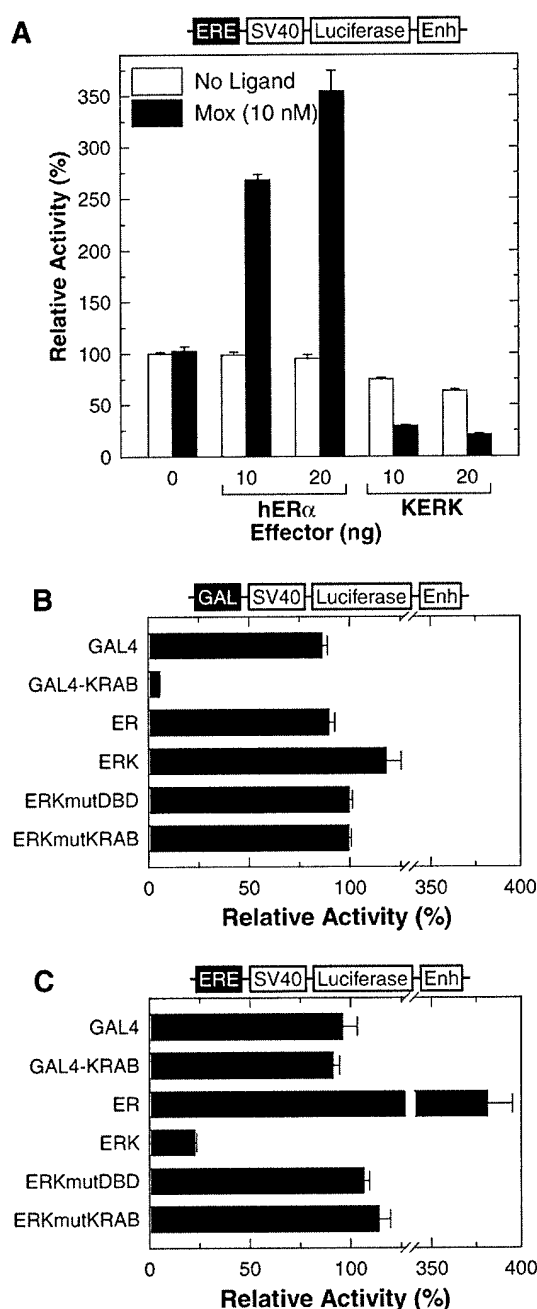 A
ERE SV40 Luciferase Enh
No Ligand
Mox (10 nM)
Relative Activity (%)
350
300
250
200
150
100
50
0
0 10 20 10 20
hERα KERK
Effector (ng)
B
GAL SV40 Luciferase Enh
GAL4
GAL4-KRAB
ER
ERK
ERKmutDBD
ERKmutKRAB
0 50 100 350 400
Relative Activity (%)
C
ERE SV40 Luciferase Enh
GAL4
GAL4-KRAB
ER
ERK
ERKmutDBD
ERKmutKRAB
0 50 100 350 400
Relative Activity (%)